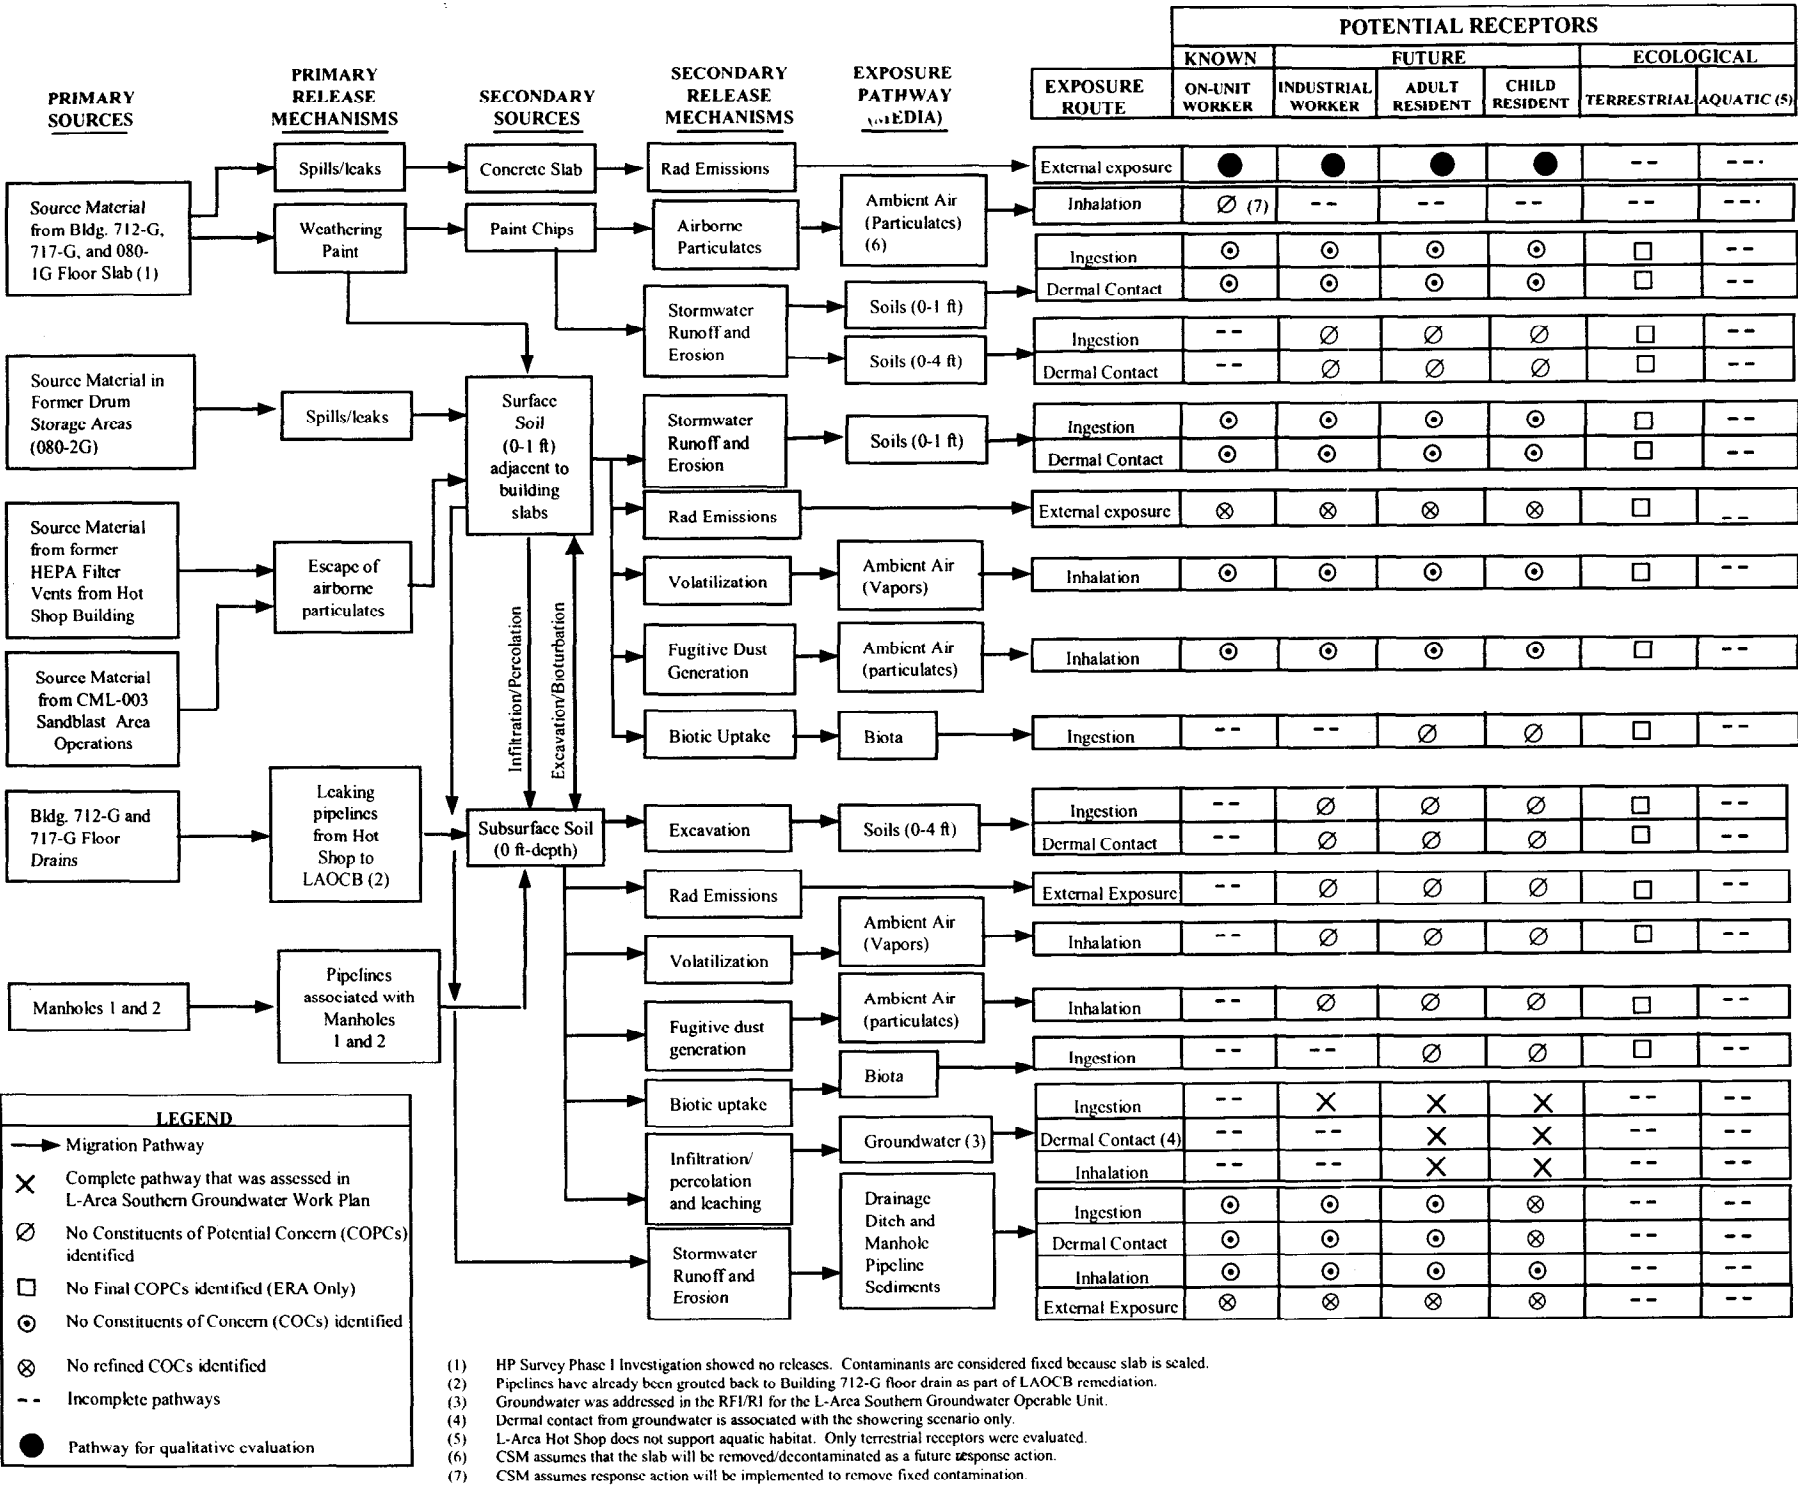 POTENTIAL RECEPTORS
KNOWN
FUTURE
ECOLOGICAL
PRIMARY
SOURCES
PRIMARY
RELEASE
MECHANISMS
SECONDARY
SOURCES
SECONDARY
RELEASE
MECHANISMS
EXPOSURE
PATHWAY
EXPOSURE
ROUTE
ON-UNIT
WORKER
INDUSTRIAL
WORKER
ADULT
RESIDENT
CHILD
RESIDENT
TERRESTRIAL
AQUATIC (5)
Source Material
from Bldg. 712-G,
717-G, and 080-
1G Floor Slab (1)
Spills/leaks
Concrete Slab
Rad Emissions
External exposure
-- --
Weathering
Paint
Paint Chips
Airborne
Particulates
Ambient Air
(Particulates)
(6)
Inhalation
∅ (7) -- -- -- -- --
Ingestion
⊙ ⊙ ⊙ ⊙ □ --
Dermal Contact
⊙ ⊙ ⊙ ⊙ □ --
Stormwater
Runoff and
Erosion
Soils (0-1 ft)
Soils (0-4 ft)
Ingestion
-- ∅ ∅ ∅ □ --
Dermal Contact
-- ∅ ∅ ∅ □ --
Source Material in
Former Drum
Storage Areas
(080-2G)
Spills/leaks
Surface
Soil
(0-1 ft)
adjacent to
building
slabs
Stormwater
Runoff and
Erosion
Soils (0-1 ft)
Ingestion
⊙ ⊙ ⊙ ⊙ □ --
Dermal Contact
⊙ ⊙ ⊙ ⊙ □ --
Rad Emissions
External exposure
⊗ ⊗ ⊗ ⊗ □ --
Source Material
from former
HEPA Filter
Vents from Hot
Shop Building
Escape of
airborne
particulates
Volatilization
Ambient Air
(Vapors)
Inhalation
⊙ ⊙ ⊙ ⊙ □ --
Infiltration/Percolation
Excavation/Bioturbation
Fugitive Dust
Generation
Ambient Air
(particulates)
Inhalation
⊙ ⊙ ⊙ ⊙ □ --
Source Material
from CML-003
Sandblast Area
Operations
Biotic Uptake
Biota
Ingestion
-- -- ∅ ∅ □ --
Bldg. 712-G and
717-G Floor
Drains
Leaking
pipelines
from Hot
Shop to
LAOCB (2)
Subsurface Soil
(0 ft-depth)
Excavation
Soils (0-4 ft)
Ingestion
-- ∅ ∅ ∅ □ --
Dermal Contact
-- ∅ ∅ ∅ □ --
Rad Emissions
External Exposure
-- ∅ ∅ ∅ □ --
Volatilization
Ambient Air
(Vapors)
Inhalation
-- ∅ ∅ ∅ □ --
Manholes 1 and 2
Pipelines
associated with
Manholes
1 and 2
Fugitive dust
generation
Ambient Air
(particulates)
Inhalation
-- ∅ ∅ ∅ □ --
Biotic uptake
Biota
Ingestion
-- -- ∅ ∅ □ --
Infiltration/
percolation
and leaching
Groundwater (3)
Ingestion
-- X X X -- --
Dermal Contact (4)
-- -- X X -- --
Inhalation
-- -- X X -- --
Stormwater
Runoff and
Erosion
Drainage
Ditch and
Manhole
Pipeline
Sediments
Ingestion
⊙ ⊙ ⊙ ⊗ -- --
Dermal Contact
⊙ ⊙ ⊙ ⊗ -- --
Inhalation
⊙ ⊙ ⊙ ⊙ -- --
External Exposure
⊗ ⊗ ⊗ ⊗ -- --
LEGEND
Migration Pathway
X Complete pathway that was assessed in
L-Area Southern Groundwater Work Plan
∅ No Constituents of Potential Concern (COPCs)
identified
□ No Final COPCs identified (ERA Only)
⊙ No Constituents of Concern (COCs) identified
⊗ No refined COCs identified
-- Incomplete pathways
● Pathway for qualitative evaluation
(1) HP Survey Phase I Investigation showed no releases. Contaminants are considered fixed because slab is sealed.
(2) Pipelines have already been grouted back to Building 712-G floor drain as part of LAOCB remediation.
(3) Groundwater was addressed in the RFI/RI for the L-Area Southern Groundwater Operable Unit.
(4) Dermal contact from groundwater is associated with the showering scenario only.
(5) L-Area Hot Shop does not support aquatic habitat. Only terrestrial receptors were evaluated.
(6) CSM assumes that the slab will be removed/decontaminated as a future response action.
(7) CSM assumes response action will be implemented to remove fixed contamination.